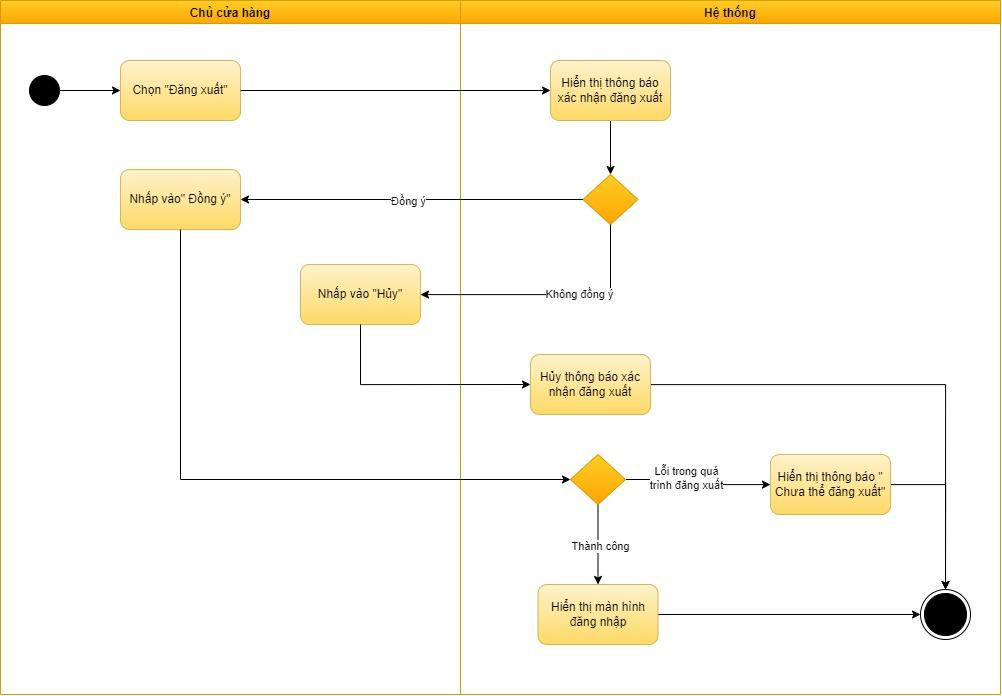 Chủ cửa hàng
Hệ thống
Chọn "Đăng xuất"
Hiển thị thông báo
xác nhận đăng xuất
Nhấp vào" Đồng ý"
Đồng ý
Nhấp vào "Hủy"
Không đồng ý
Hủy thông báo xác
nhận đăng xuất
Lỗi trong quá
trình đăng xuất
Hiển thị thông báo "
Chưa thể đăng xuất"
Thành công
Hiển thị màn hình
đăng nhập